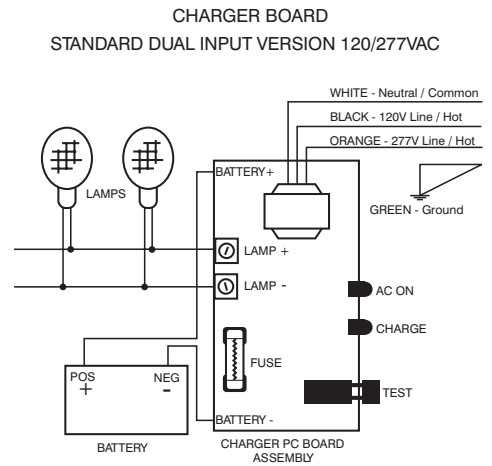 CHARGER BOARD
STANDARD DUAL INPUT VERSION 120/277VAC
WHITE - Neutral / Common
BLACK - 120V Line / Hot
ORANGE - 277V Line / Hot
GREEN - Ground
LAMPS
BATTERY+
LAMP +
LAMP -
AC ON
CHARGE
FUSE
TEST
POS
+
NEG
-
BATTERY -
BATTERY
CHARGER PC BOARD
ASSEMBLY